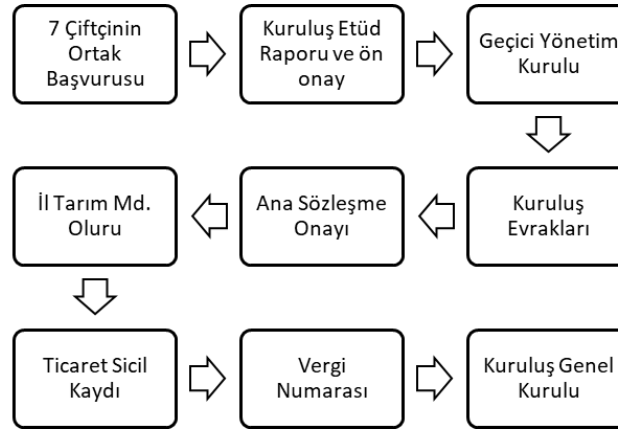 7 Çiftçinin
Ortak
Başvurusu
Kuruluş Etüd
Raporu ve ön
onay
Geçici Yönetim
Kurulu
Kuruluş
Evrakları
Ana Sözleşme
Onayı
İl Tarım Md.
Oluru
Ticaret Sicil
Kaydı
Vergi
Numarası
Kuruluş Genel
Kurulu